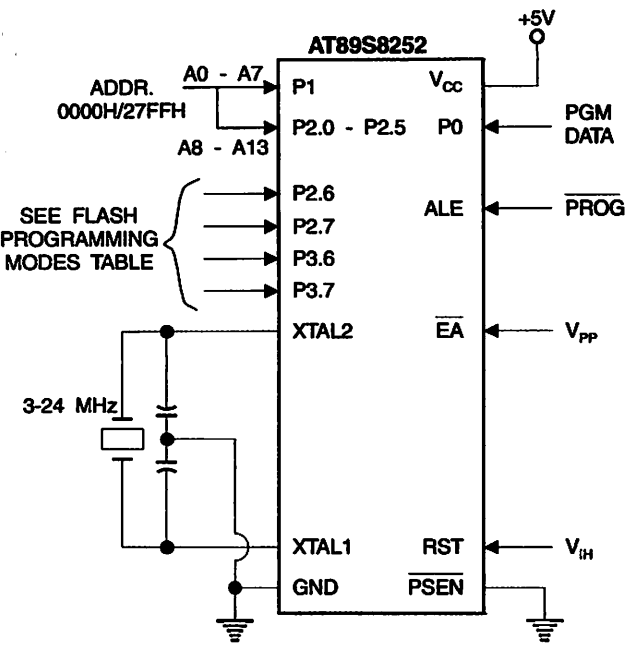 +5V
AT89S8252
ADDR.
0000H/27FFH
A0 - A7
A8 - A13
P1
P2.0 - P2.5
VCC
P0
PGM
DATA
SEE FLASH
PROGRAMMING
MODES TABLE
P2.6
P2.7
P3.6
P3.7
ALE
PROG
XTAL2
EA
VPP
3-24 MHz
XTAL1
RST
VIH
GND
PSEN